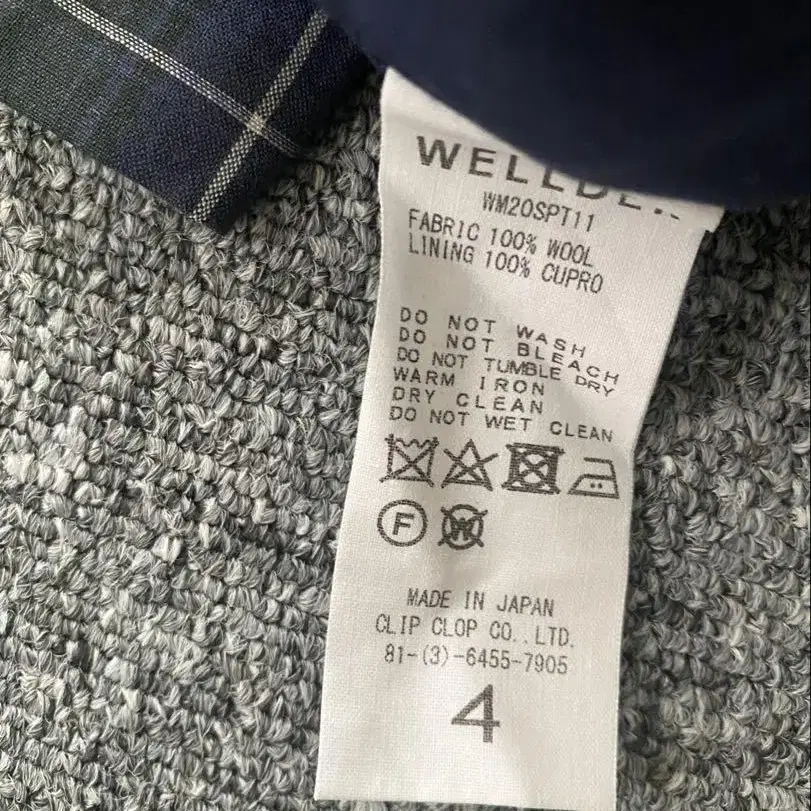 WELLDER
WM20SPT11
FABRIC 100% WOOL
LINING 100% CUPRO
DO NOT WASH
DO NOT BLEACH
DO NOT TUMBLE DRY
WARM IRON
DRY CLEAN
DO NOT WET CLEAN
F W
MADE IN JAPAN
CLIP CLOP CO.,LTD.
81-(3)-6455-7905
4